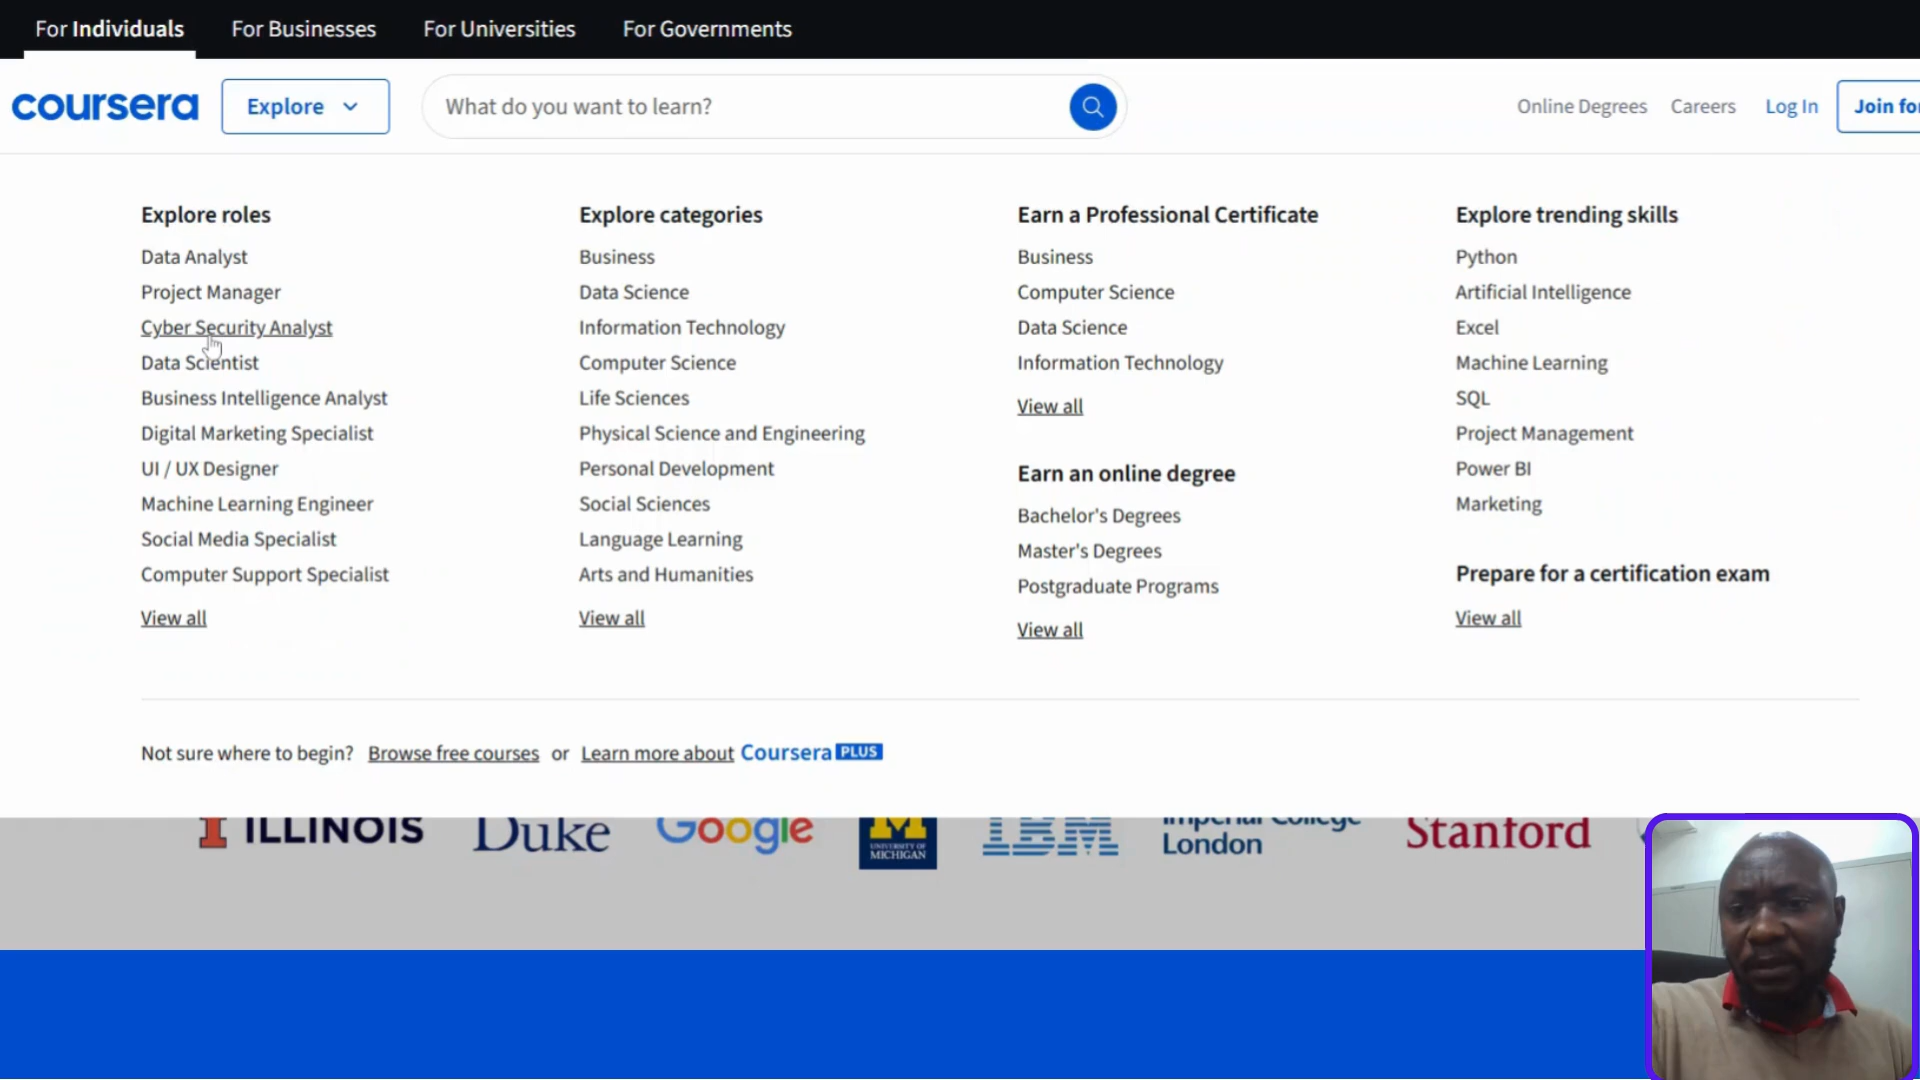 For Individuals For Businesses For Universities For Governments
coursera Explore What do you want to learn? Online Degrees Careers Log In Join for
Explore roles
Data Analyst
Project Manager
Cyber Security Analyst
Data Scientist
Business Intelligence Analyst
Digital Marketing Specialist
UI / UX Designer
Machine Learning Engineer
Social Media Specialist
Computer Support Specialist
View all
Explore categories
Business
Data Science
Information Technology
Computer Science
Life Sciences
Physical Science and Engineering
Personal Development
Social Sciences
Language Learning
Arts and Humanities
View all
Earn a Professional Certificate
Business
Computer Science
Data Science
Information Technology
View all
Earn an online degree
Bachelor's Degrees
Master's Degrees
Postgraduate Programs
View all
Explore trending skills
Python
Artificial Intelligence
Excel
Machine Learning
SQL
Project Management
Power BI
Marketing
Prepare for a certification exam
View all
Not sure where to begin? Browse free courses or Learn more about Coursera PLUS
I ILLINOIS Duke Google M UNIVERSITY OF MICHIGAN IBM Imperial College London Stanford